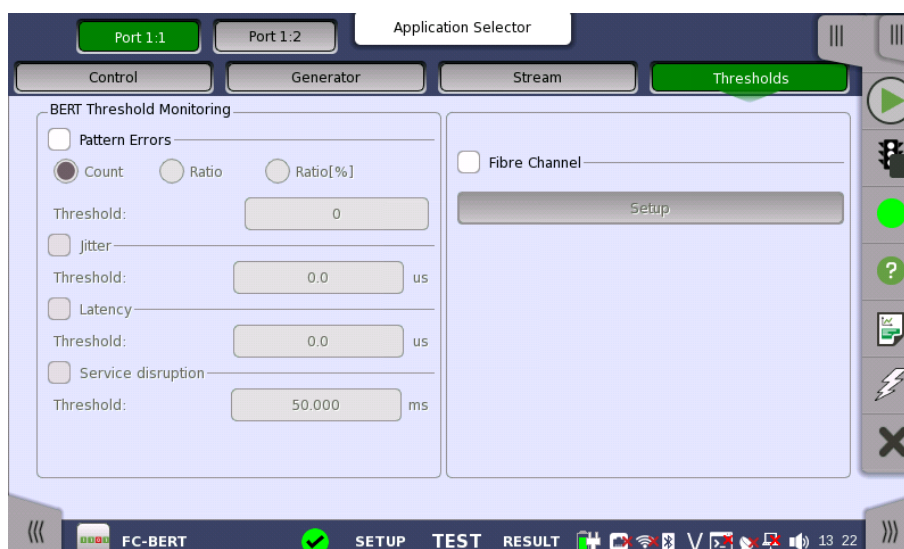 Port 1:1 Port 1:2 Application Selector
Control Generator Stream Thresholds
BERT Threshold Monitoring
Pattern Errors
Count Ratio Ratio[%]
Threshold: 0
Jitter
Threshold: 0.0 us
Latency
Threshold: 0.0 us
Service disruption
Threshold: 50.000 ms
Fibre Channel
Setup
FC-BERT SETUP TEST RESULT 13 22